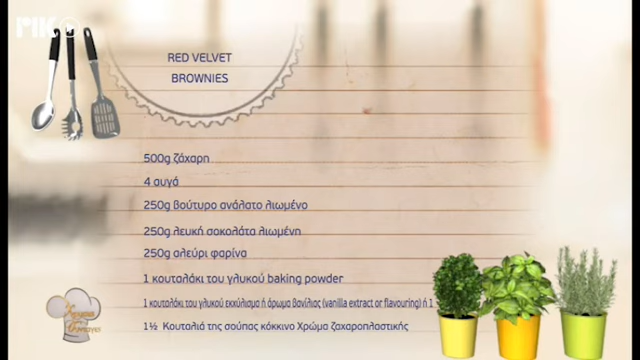 RIK
RED VELVET
BROWNIES
500g ζάχαρη
4 αυγά
250g βούτυρο ανάλατο λιωμένο
250g λευκή σοκολάτα λιωμένη
250g αλεύρι φαρίνα
1 κουταλάκι του γλυκού baking powder
1 κουταλάκι του γλυκού εκχύλισμα ή άρωμα βανίλιας (vanilla extract or flavouring) ή 1
1½ Κουταλιά της σούπας κόκκινο Χρώμα ζαχαροπλαστικής